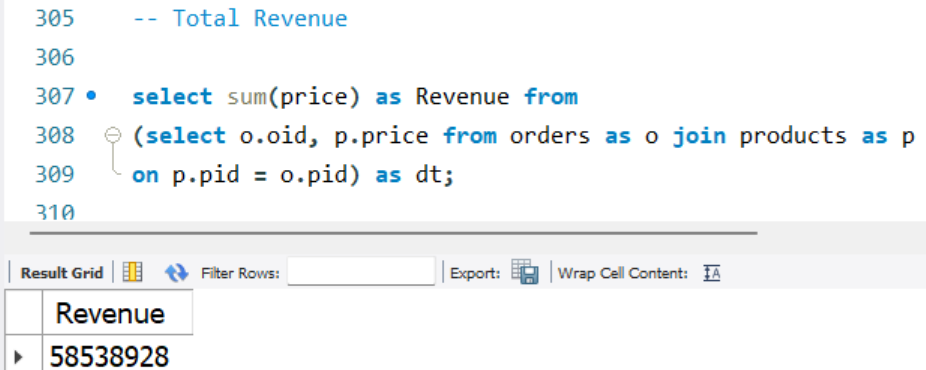 305 -- Total Revenue
306
307 select sum(price) as Revenue from
308 (select o.oid, p.price from orders as o join products as p
309 on p.pid = o.pid) as dt;
310
Result Grid Filter Rows: Export: Wrap Cell Content: IA
Revenue
58538928